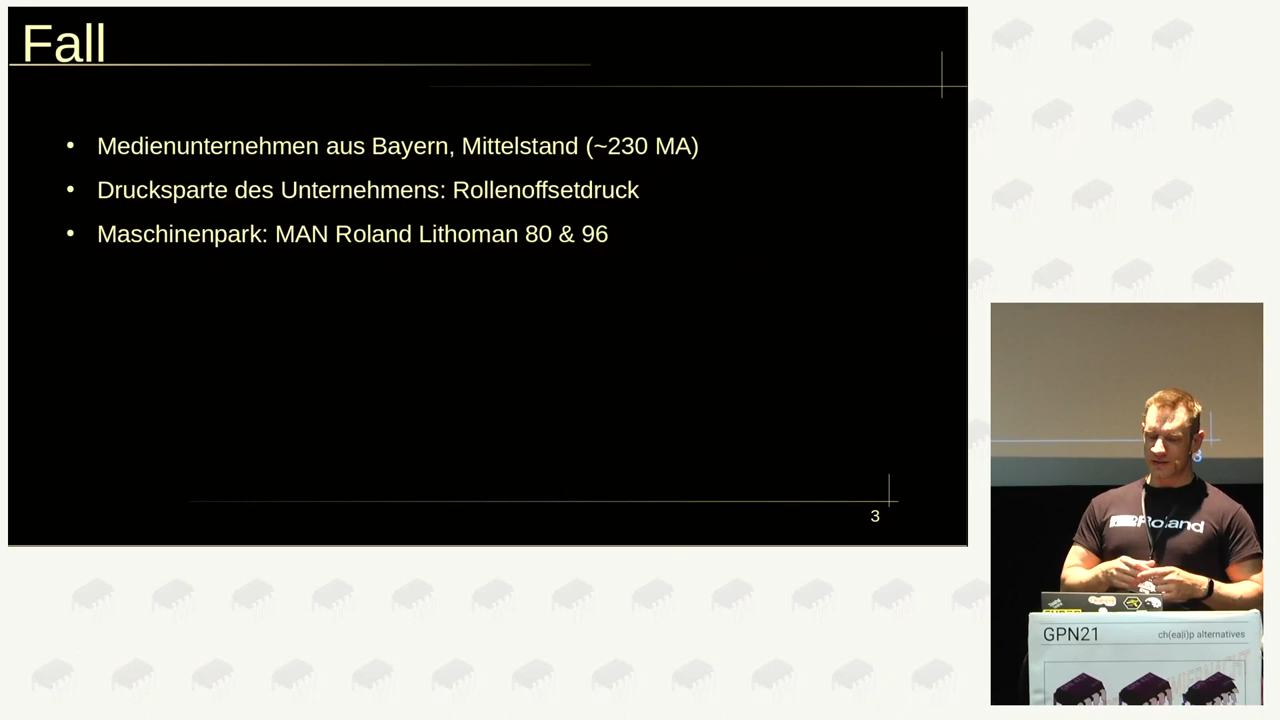 Fall
• Medienunternehmen aus Bayern, Mittelstand (~230 MA)
• Drucksparte des Unternehmens: Rollenoffsetdruck
• Maschinenpark: MAN Roland Lithoman 80 & 96
3
3
Roland
GPN21
ch(ea|i)p alternatives